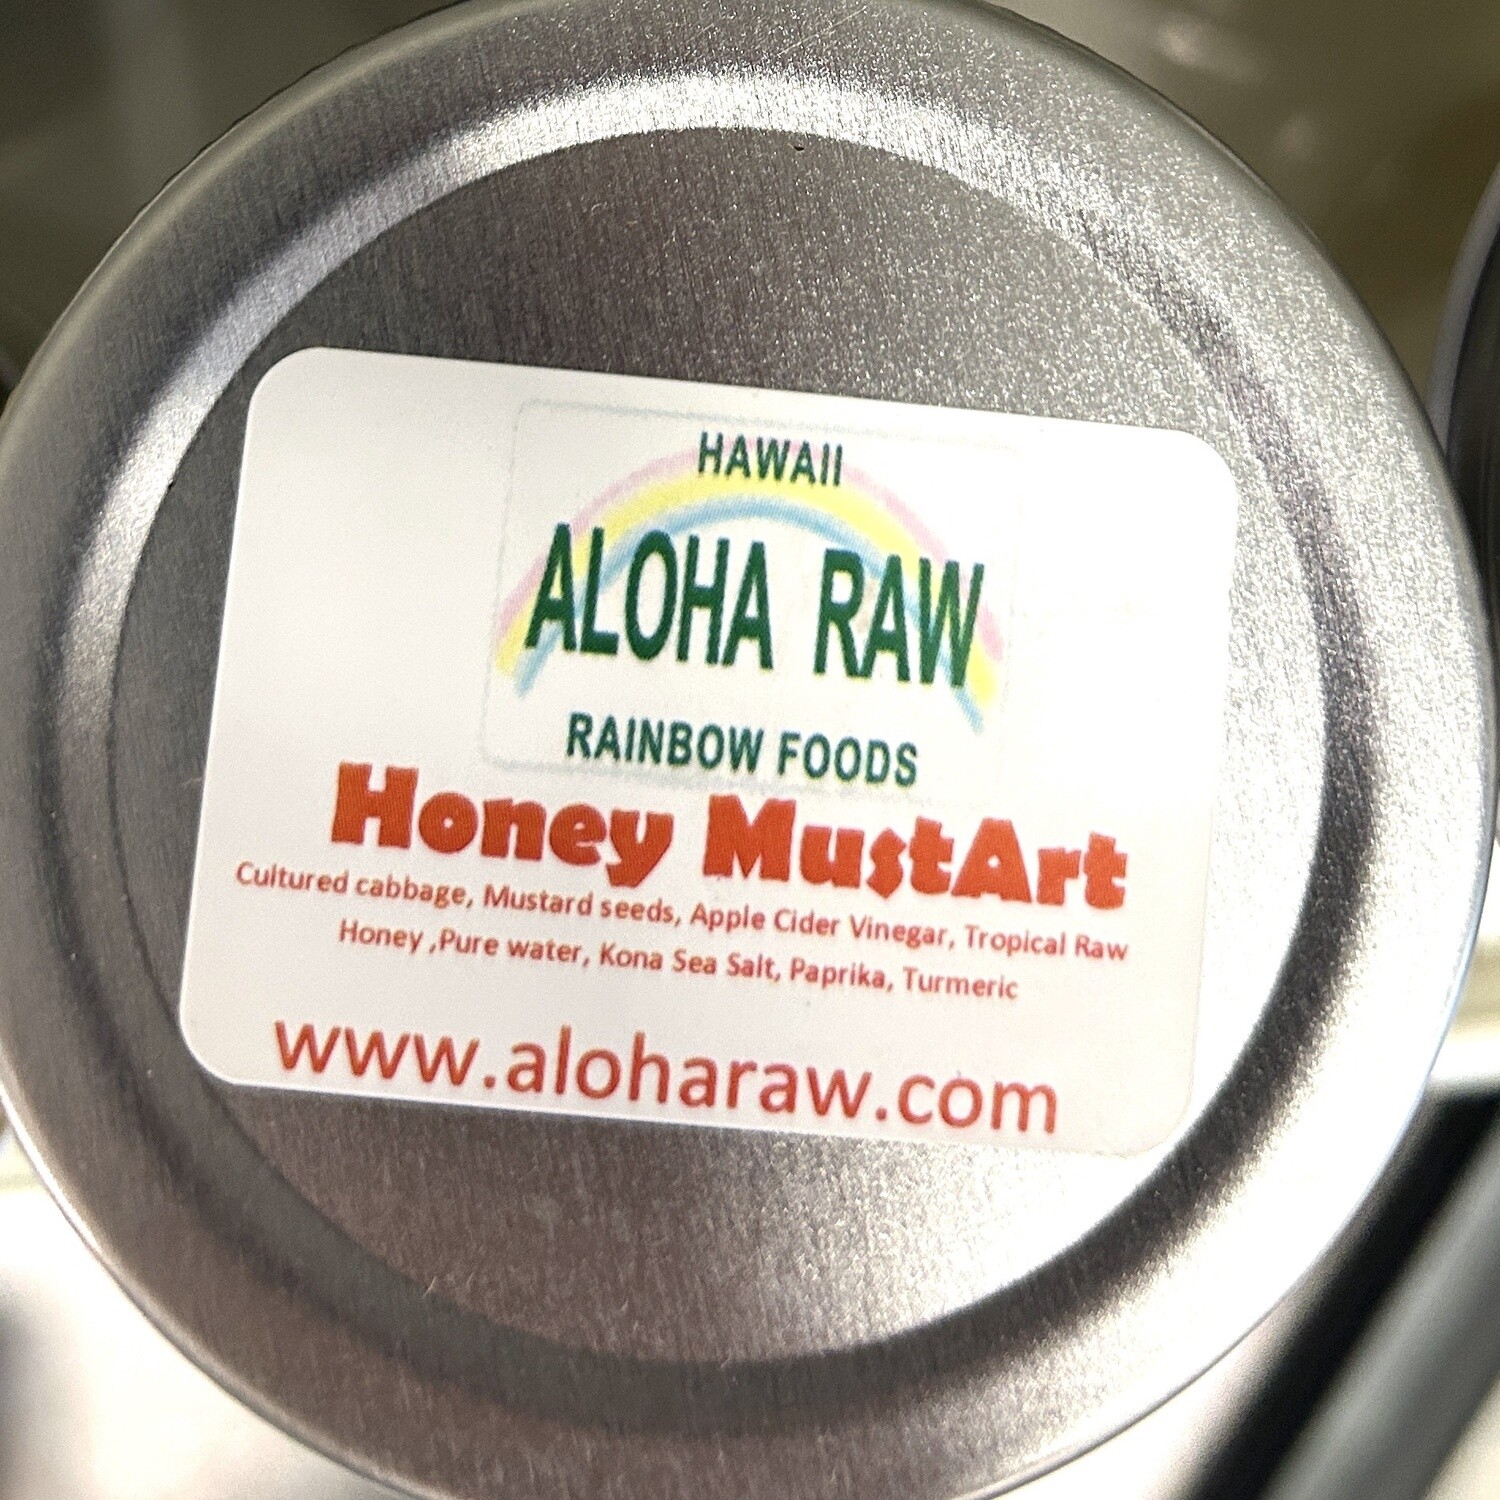 HAWAII
ALOHA RAW
RAINBOW FOODS
Honey MustArt
Cultured cabbage, Mustard seeds, Apple Cider Vinegar, Tropical Raw
Honey ,Pure water, Kona Sea Salt, Paprika, Turmeric
www.aloharaw.com